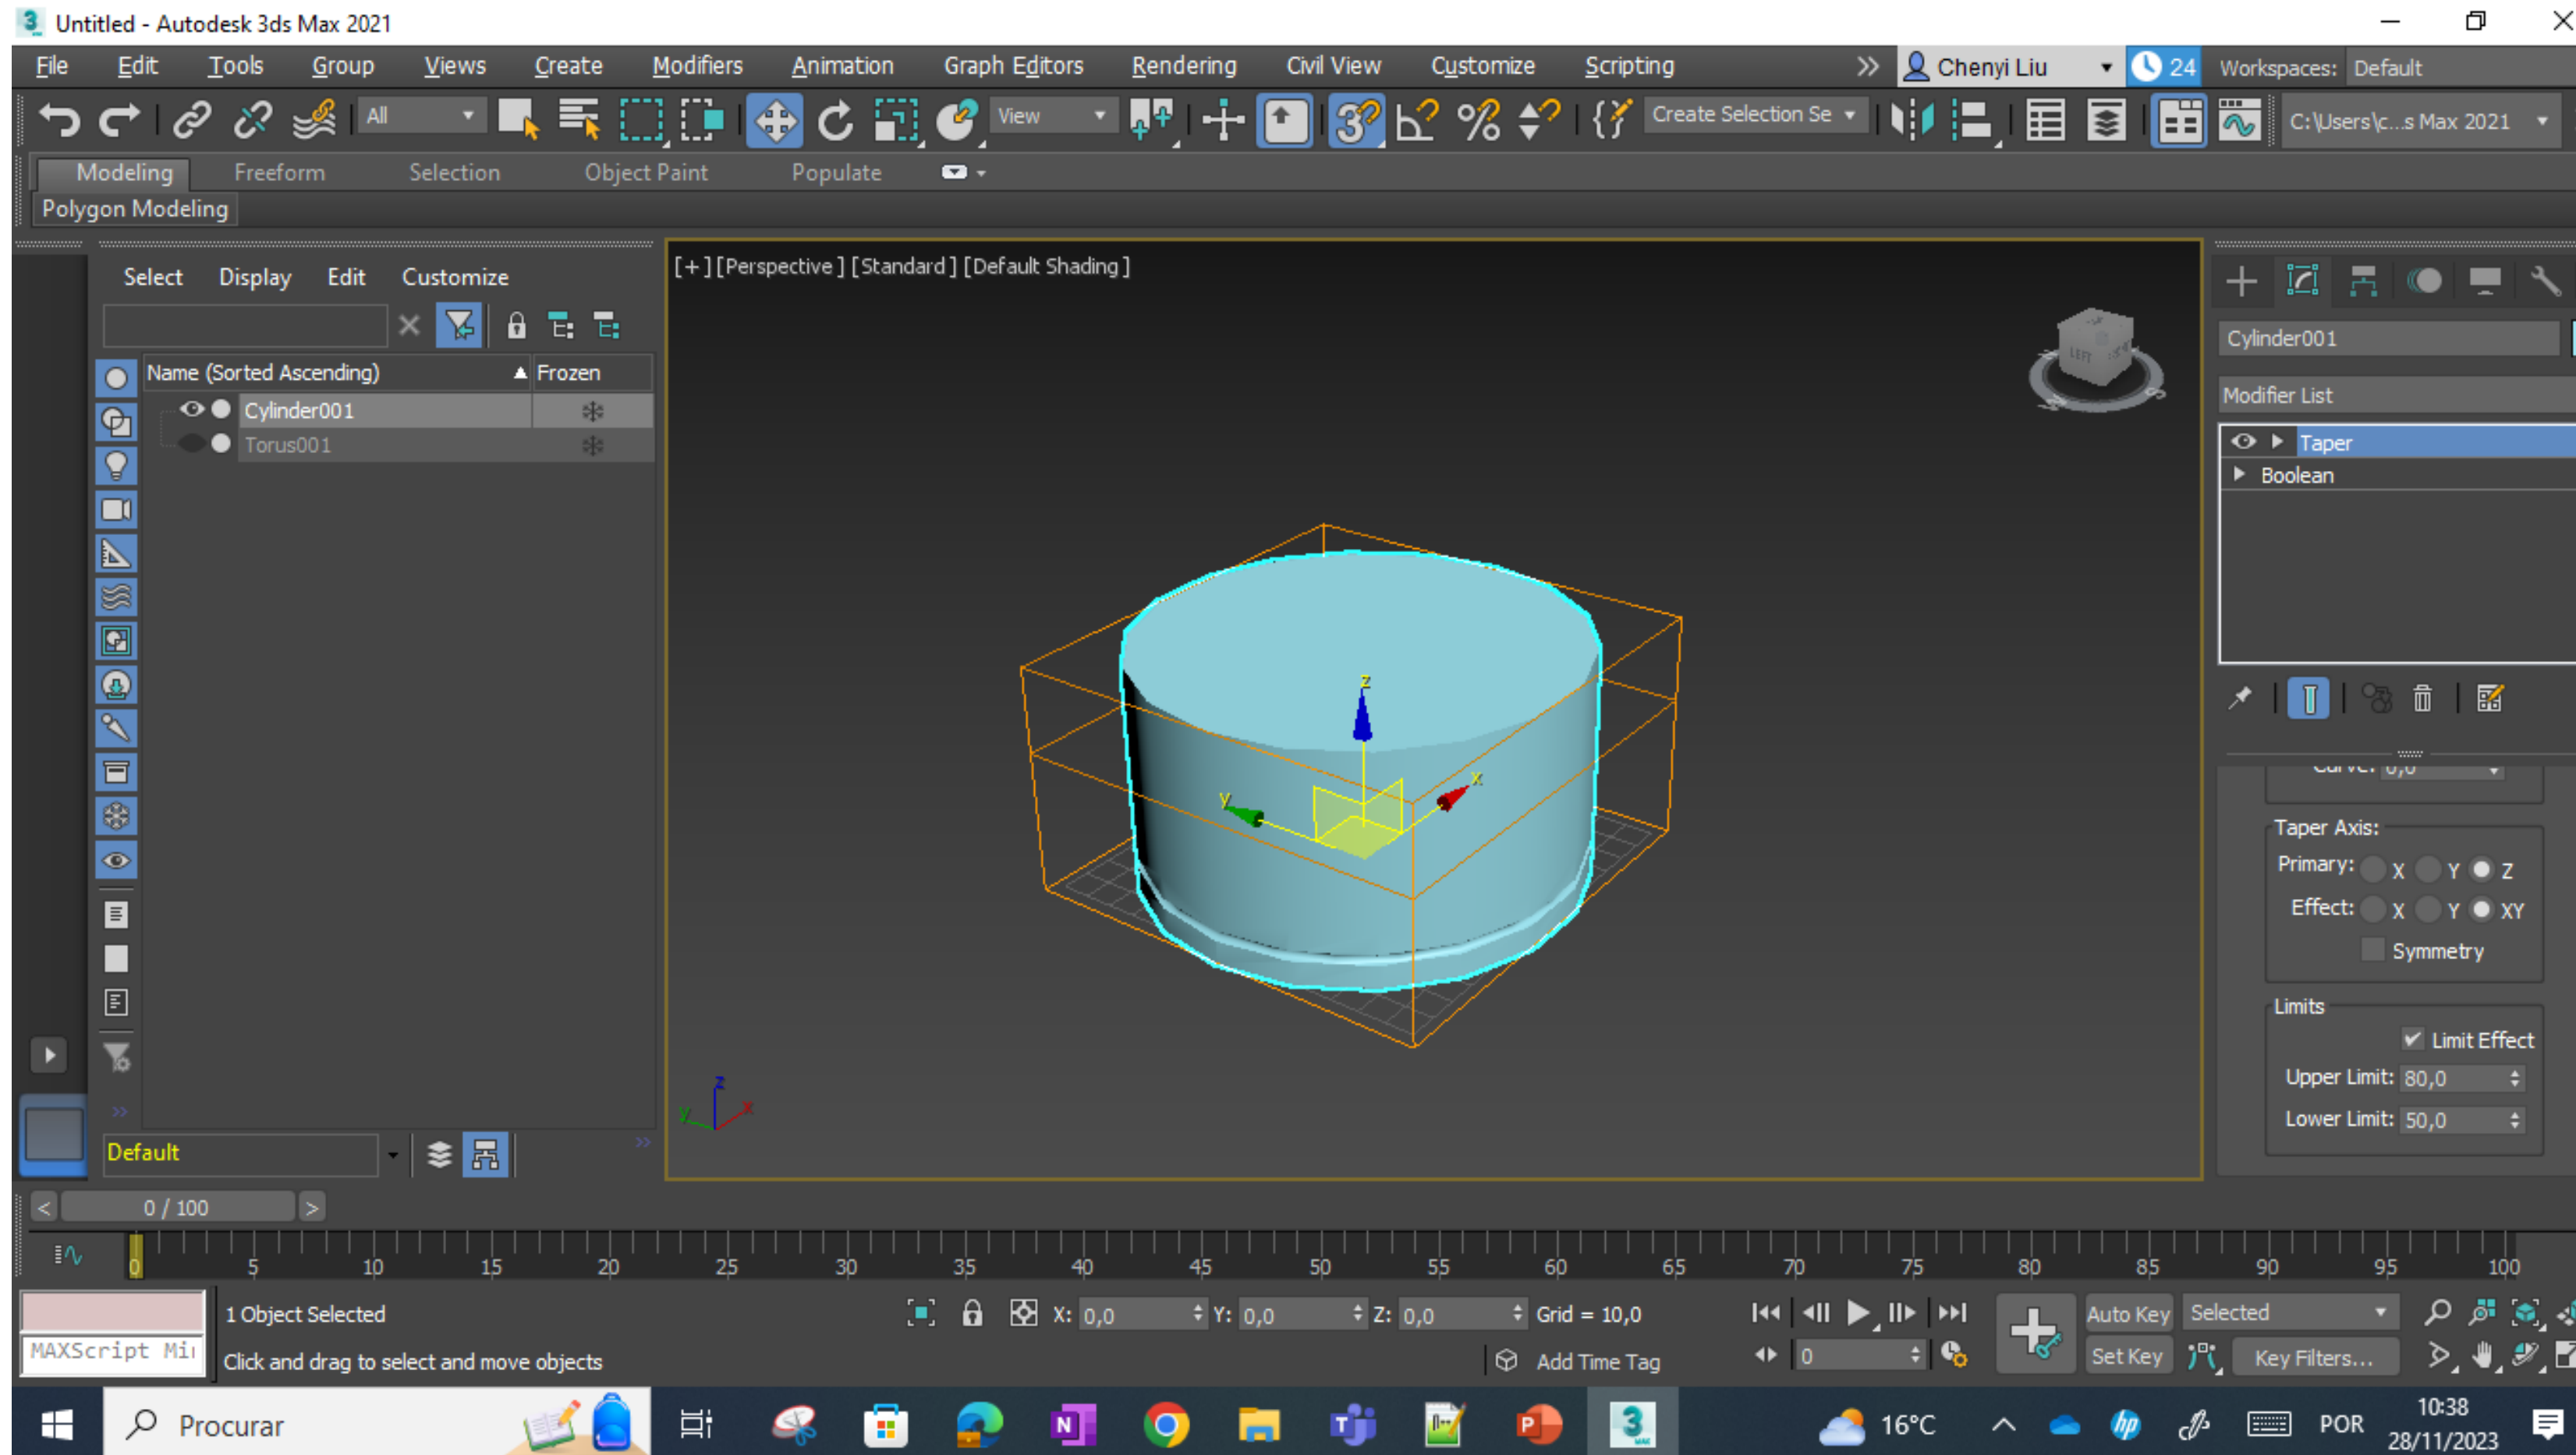 Untitled - Autodesk 3ds Max 2021
File Edit Tools Group Views Create Modifiers Animation Graph Editors Rendering Civil View Customize Scripting Chenyi Liu 24 Workspaces: Default
All View Create Selection Se C:\Users\c...s Max 2021
Modeling Freeform Selection Object Paint Populate
Polygon Modeling
Select Display Edit Customize
Name (Sorted Ascending) Frozen
Cylinder001
Torus001
Default
[+] [Perspective] [Standard] [Default Shading]
LEFT
z
x
y
z
y x
Cylinder001
Modifier List
Taper
Boolean
Curve: 0,0
Taper Axis:
Primary: X Y Z
Effect: X Y XY
Symmetry
Limits
Limit Effect
Upper Limit: 80,0
Lower Limit: 50,0
< 0 / 100 >
0 5 10 15 20 25 30 35 40 45 50 55 60 65 70 75 80 85 90 95 100
1 Object Selected X: 0,0 Y: 0,0 Z: 0,0 Grid = 10,0 Auto Key Selected
MAXScript Mi Click and drag to select and move objects Add Time Tag 0 Set Key Key Filters...
Procurar 16°C POR 10:38
28/11/2023